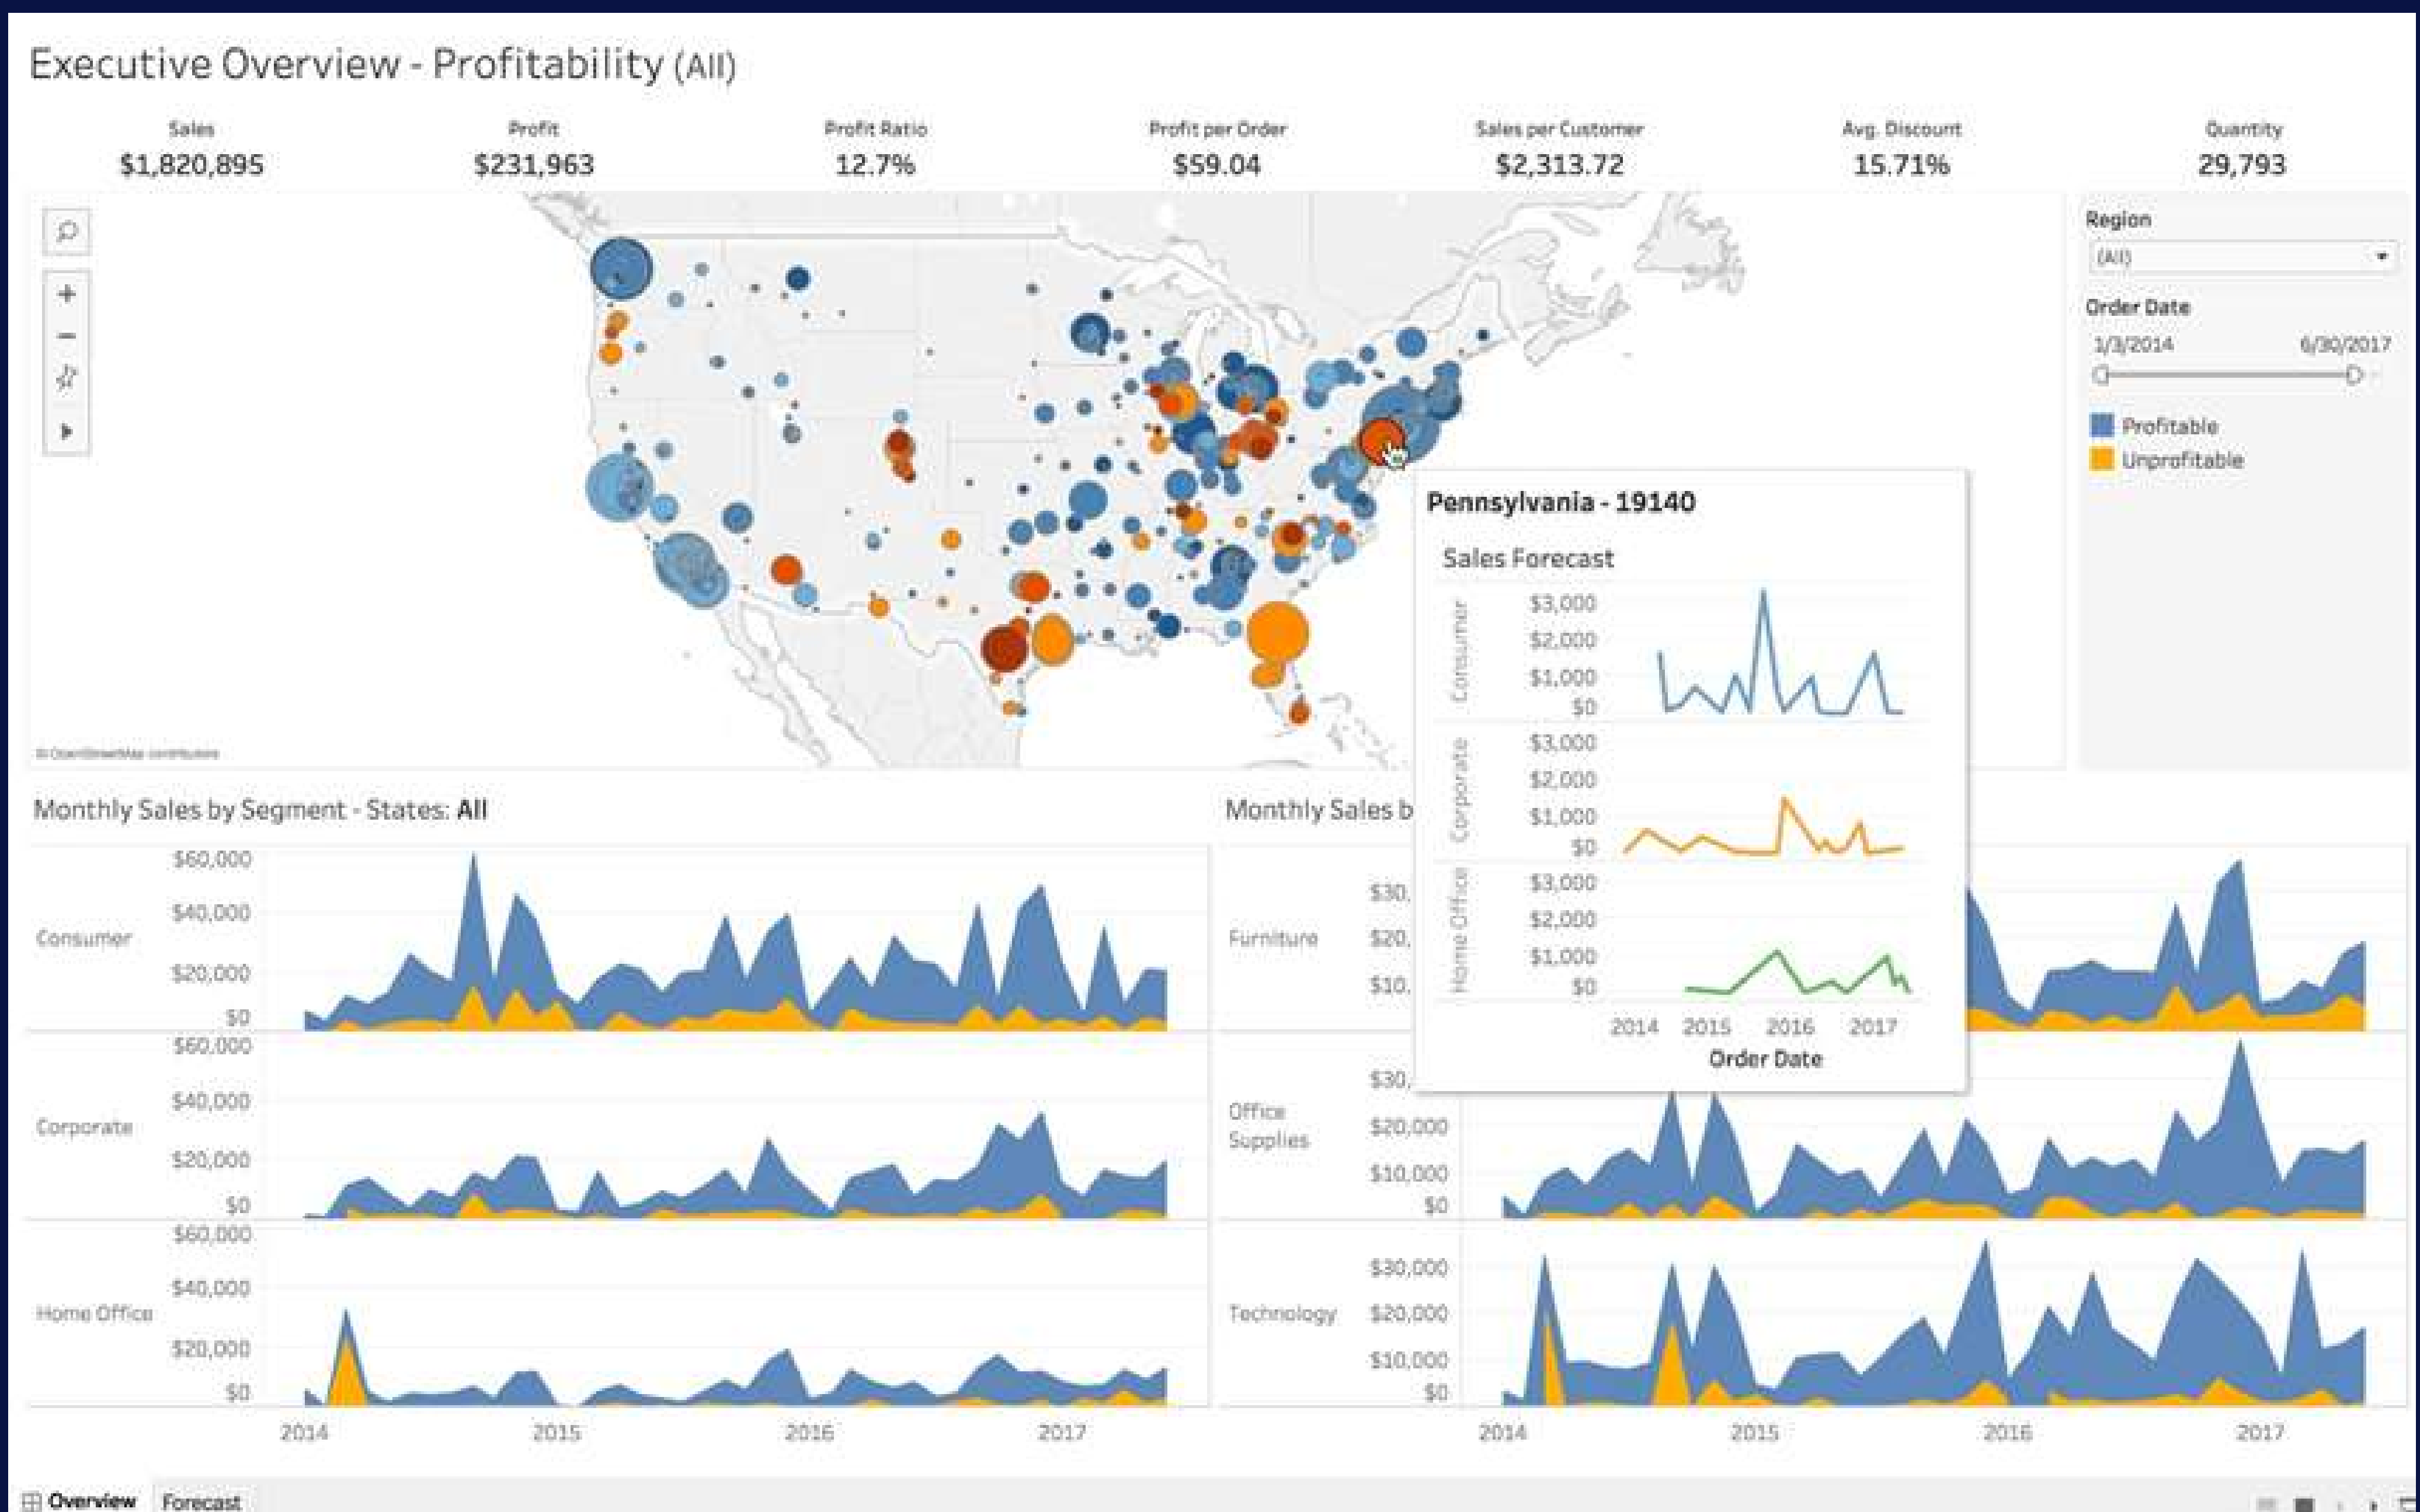 Executive Overview - Profitability (All)
Sales Profit Profit Ratio Profit per Order Sales per Customer Avg. Discount Quantity
$1,820,895 $231,963 12.7% $59.04 $2,313.72 15.71% 29,793
Region
(All)
Order Date
1/3/2014 6/30/2017
Profitable
Unprofitable
© OpenStreetMap contributors
Pennsylvania - 19140
Sales Forecast
Consumer
$3,000
$2,000
$1,000
$0
Corporate
$3,000
$2,000
$1,000
$0
Home Office
$3,000
$2,000
$1,000
$0
2014 2015 2016 2017
Order Date
Monthly Sales by Segment - States: All
Consumer
$60,000
$40,000
$20,000
$0
Corporate
$60,000
$40,000
$20,000
$0
Home Office
$60,000
$40,000
$20,000
$0
2014 2015 2016 2017
Monthly Sales b
Furniture
$30,
$20,
$10,
Office
Supplies
$30,
$20,000
$10,000
$0
Technology
$30,000
$20,000
$10,000
$0
2014 2015 2016 2017
Overview Forecast